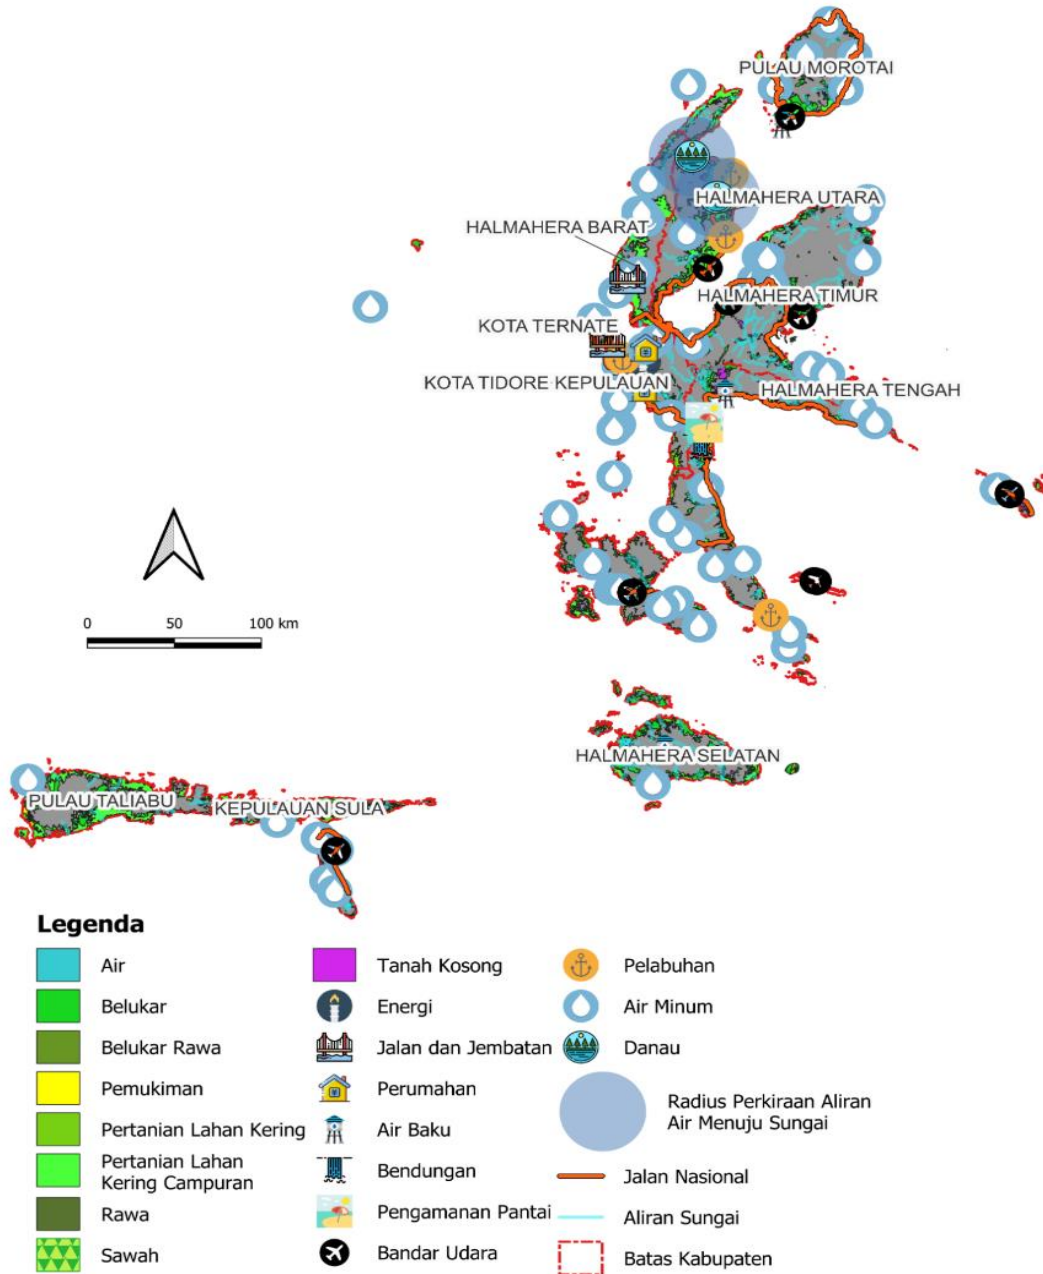 PULAU MOROTAI
HALMAHERA UTARA
HALMAHERA BARAT
HALMAHERA TIMUR
KOTA TERNATE
KOTA TIDORE KEPULAUAN
HALMAHERA TENGAH
0 50 100 km
HALMAHERA SELATAN
PULAU TALIABU
KEPULAUAN SULA
Legenda
Air
Belukar
Belukar Rawa
Pemukiman
Pertanian Lahan Kering
Pertanian Lahan
Kering Campuran
Rawa
Sawah
Tanah Kosong
Energi
Jalan dan Jembatan
Perumahan
Air Baku
Bendungan
Pengamanan Pantai
Bandar Udara
Pelabuhan
Air Minum
Danau
Radius Perkiraan Aliran
Air Menuju Sungai
Jalan Nasional
Aliran Sungai
Batas Kabupaten